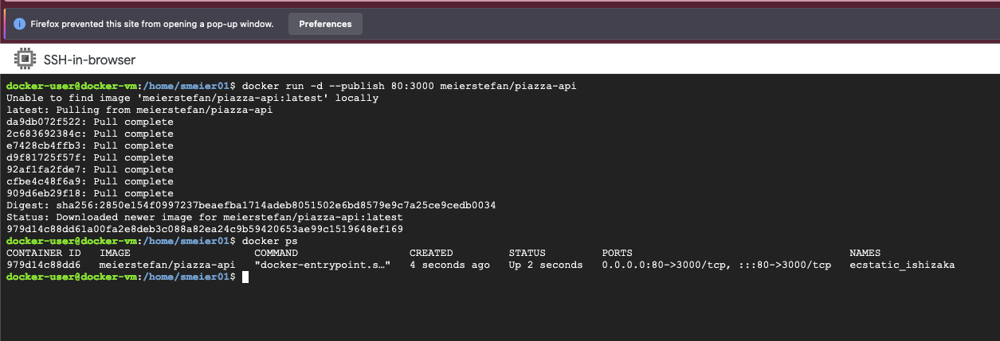 Firefox prevented this site from opening a pop-up window. Preferences
SSH-in-browser
docker-user@docker-vm:/home/smeier01$ docker run -d --publish 80:3000 meierstefan/piazza-api
Unable to find image 'meierstefan/piazza-api:latest' locally
latest: Pulling from meierstefan/piazza-api
da9db072f522: Pull complete
2c683692384c: Pull complete
e7428cb4ffb3: Pull complete
d9f81725f57f: Pull complete
92af1fa2fde7: Pull complete
cfbe4c48f6a9: Pull complete
909d6eb29f18: Pull complete
Digest: sha256:2850e154f0997237beaefba1714adeb8051502e6bd8579e9c7a25ce9cedb0034
Status: Downloaded newer image for meierstefan/piazza-api:latest
979d14c88dd61a00fa2e8deb3c088a82ea24c9b59420653ae99c1519648ef169
docker-user@docker-vm:/home/smeier01$ docker ps
CONTAINER ID IMAGE COMMAND CREATED STATUS PORTS NAMES
979d14c88dd6 meierstefan/piazza-api "docker-entrypoint.s…" 4 seconds ago Up 2 seconds 0.0.0.0:80->3000/tcp, :::80->3000/tcp ecstatic_ishizaka
docker-user@docker-vm:/home/smeier01$